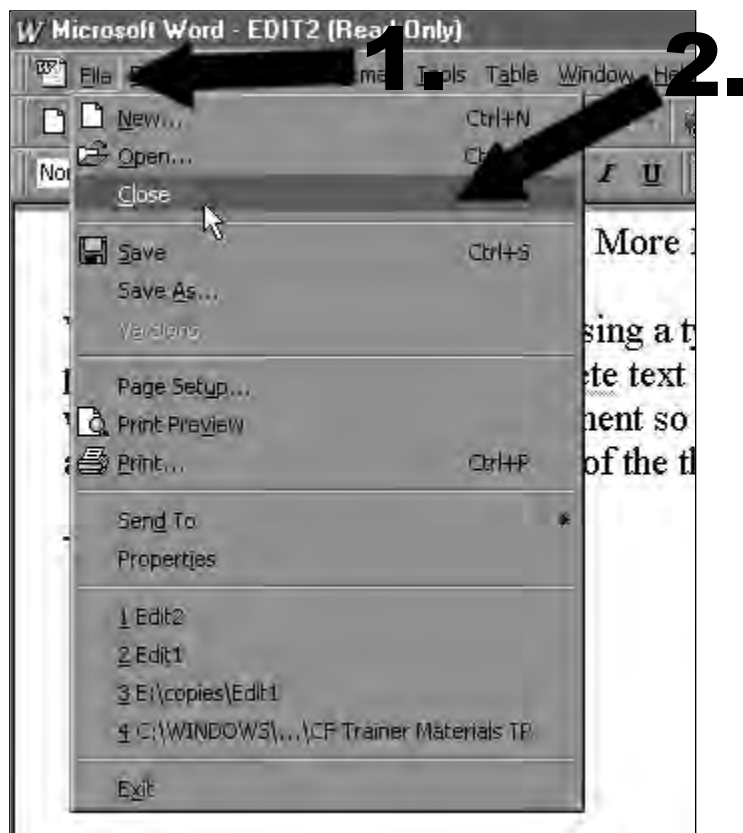 Microsoft Word - EDIT2 (Read Only)
1.
File Tools Table Window
2.
New... Ctrl+N
Open...
Close
I U
Save Ctrl+S
More
Save As...
Versions
sing a
Page Setup...
ete text
Print Preview
nent so
Print... Ctrl+P
of the
Send To
Properties
1 Edit2
2 Edit1
3 E:\copies\Edit1
4 C:\WINDOWS\...\CF Trainer Materials TP
Exit